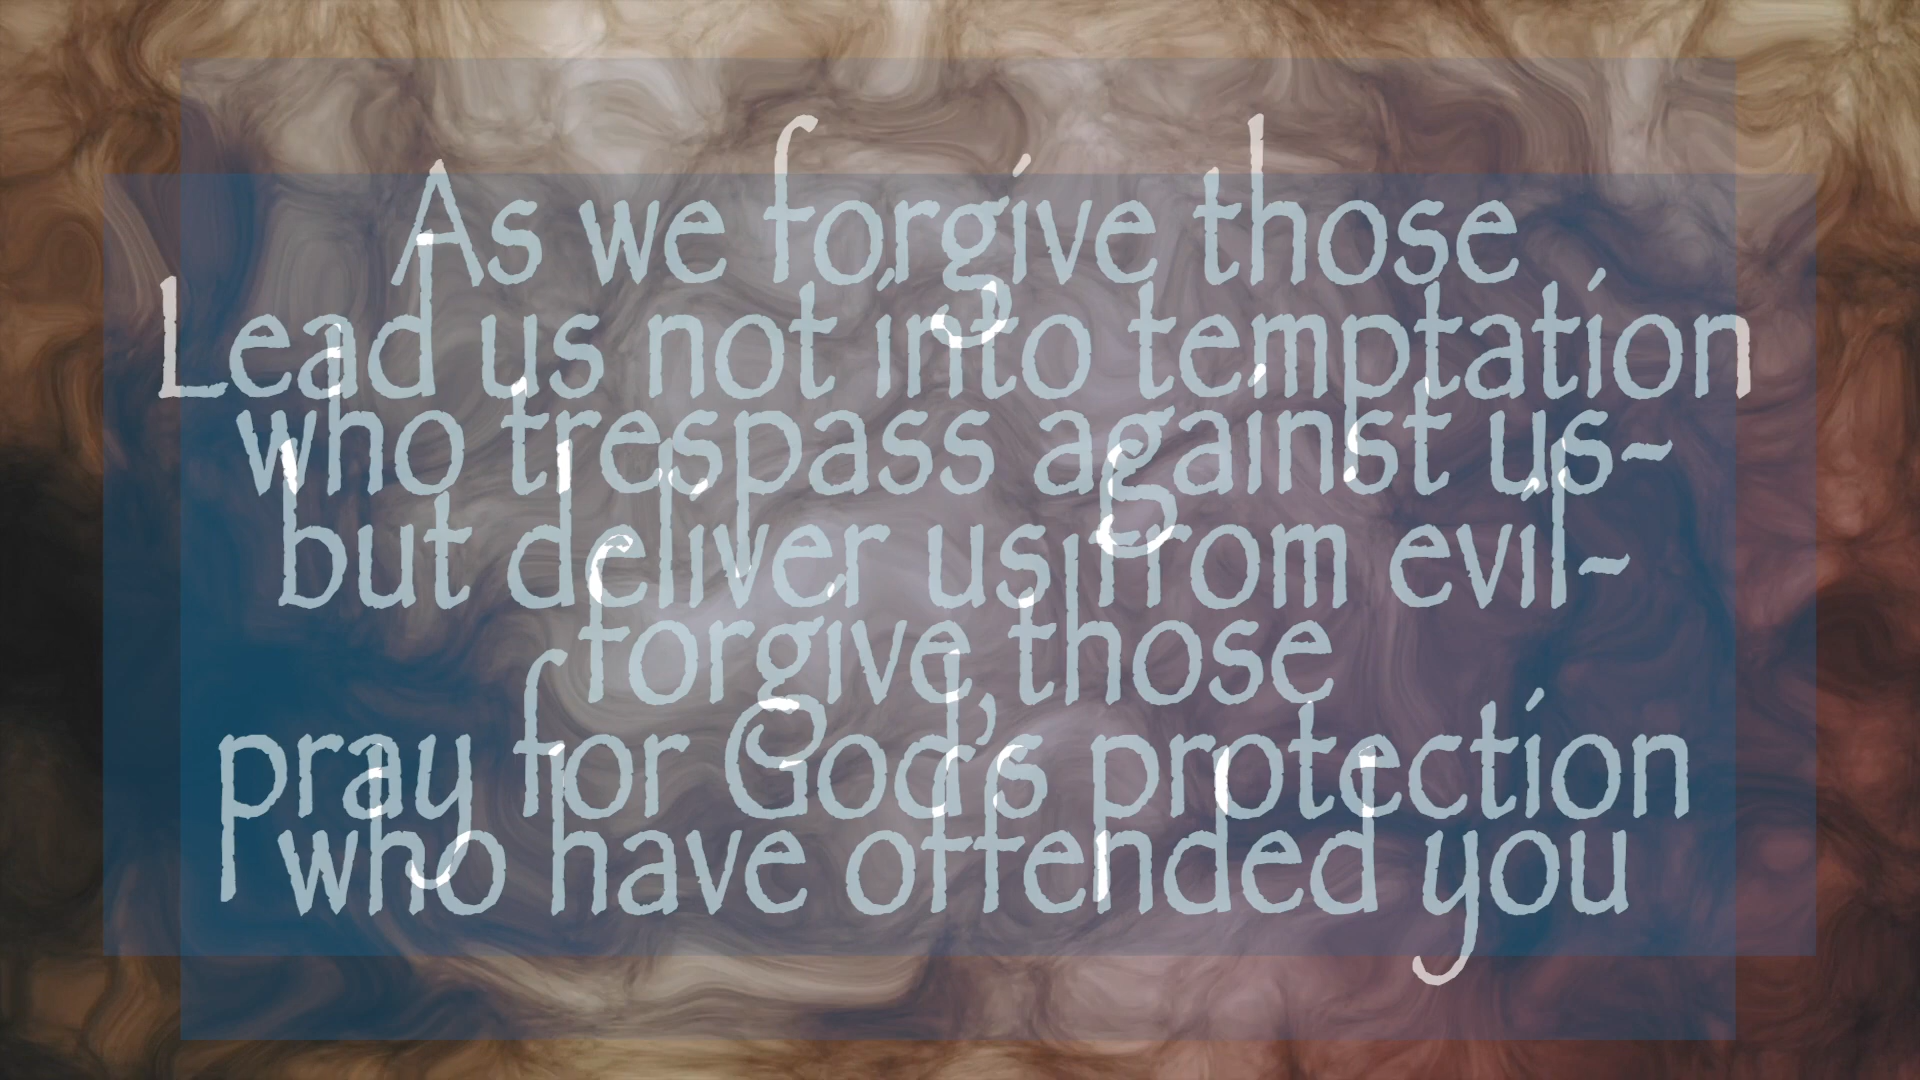 As we forgive those
Lead us not into temptation
who trespass against us~
but deliver us from evil~
forgive those
pray for God's protection
who have offended you